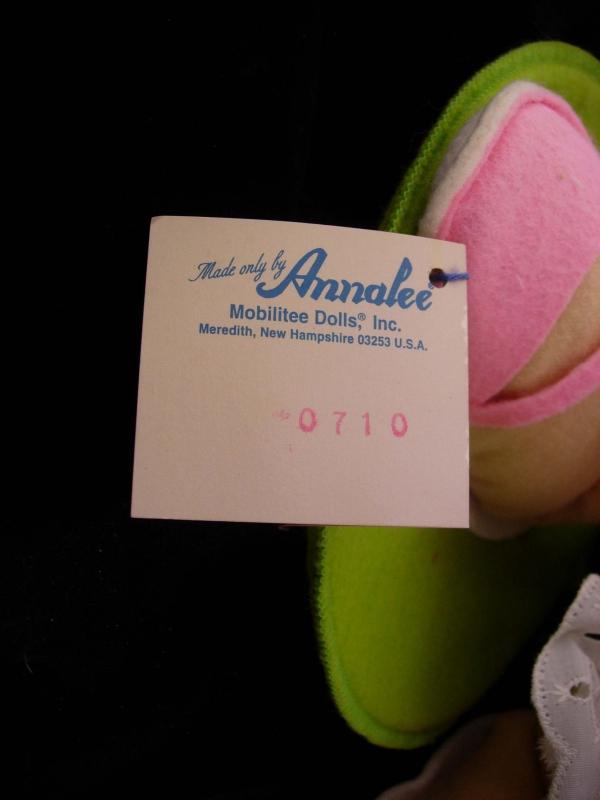 Made only by Annalee®
Mobilitee Dolls,® Inc.
Meredith, New Hampshire 03253 U.S.A.
0710